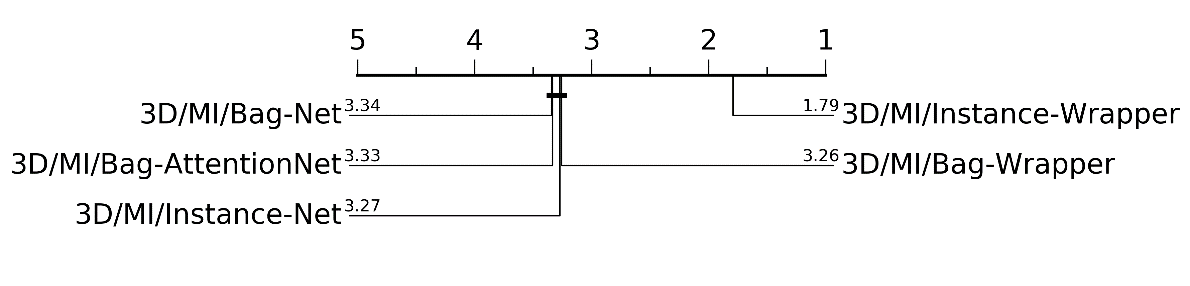 5 4 3 2 1
3D/MI/Bag-Net 3.34 1.79 3D/MI/Instance-Wrapper
3D/MI/Bag-AttentionNet 3.33 3.26 3D/MI/Bag-Wrapper
3D/MI/Instance-Net 3.27